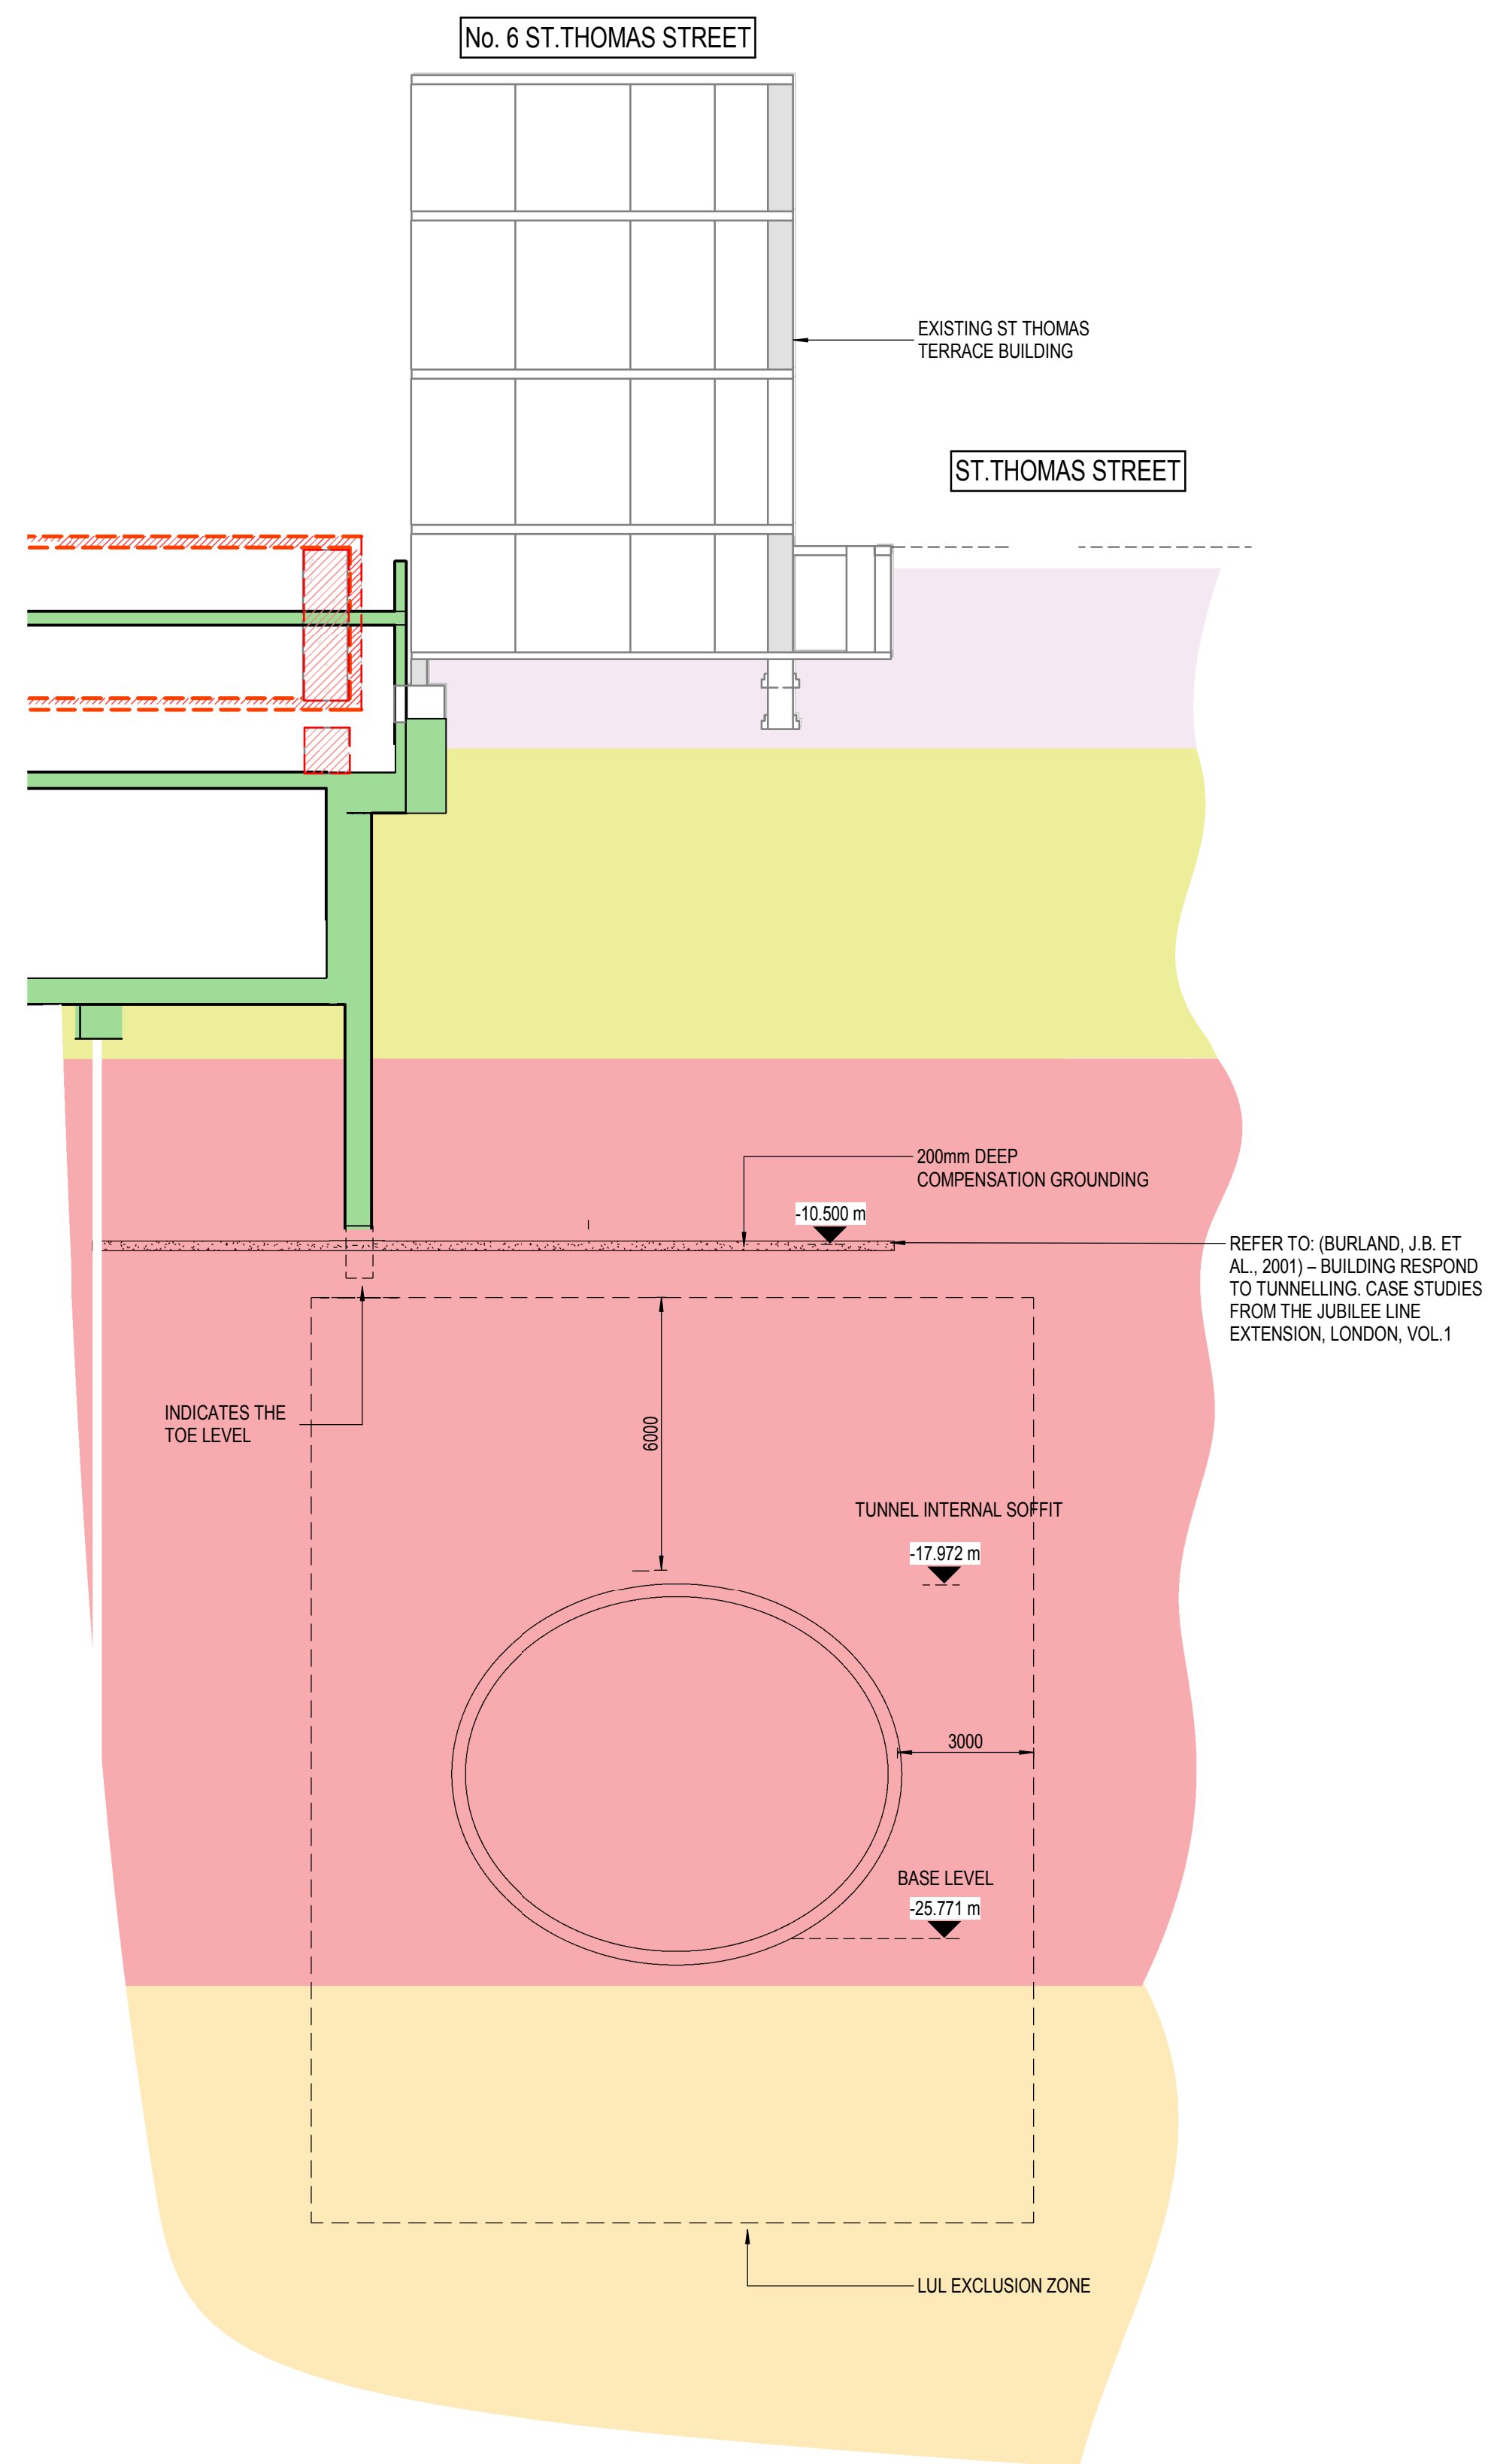 No. 6 ST.THOMAS STREET
EXISTING ST THOMAS
TERRACE BUILDING
ST.THOMAS STREET
200mm DEEP
COMPENSATION GROUNDING
-10.500 m
REFER TO: (BURLAND, J.B. ET
AL., 2001) – BUILDING RESPOND
TO TUNNELLING. CASE STUDIES
FROM THE JUBILEE LINE
EXTENSION, LONDON, VOL.1
INDICATES THE
TOE LEVEL
6000
TUNNEL INTERNAL SOFFIT
-17.972 m
3000
BASE LEVEL
-25.771 m
LUL EXCLUSION ZONE